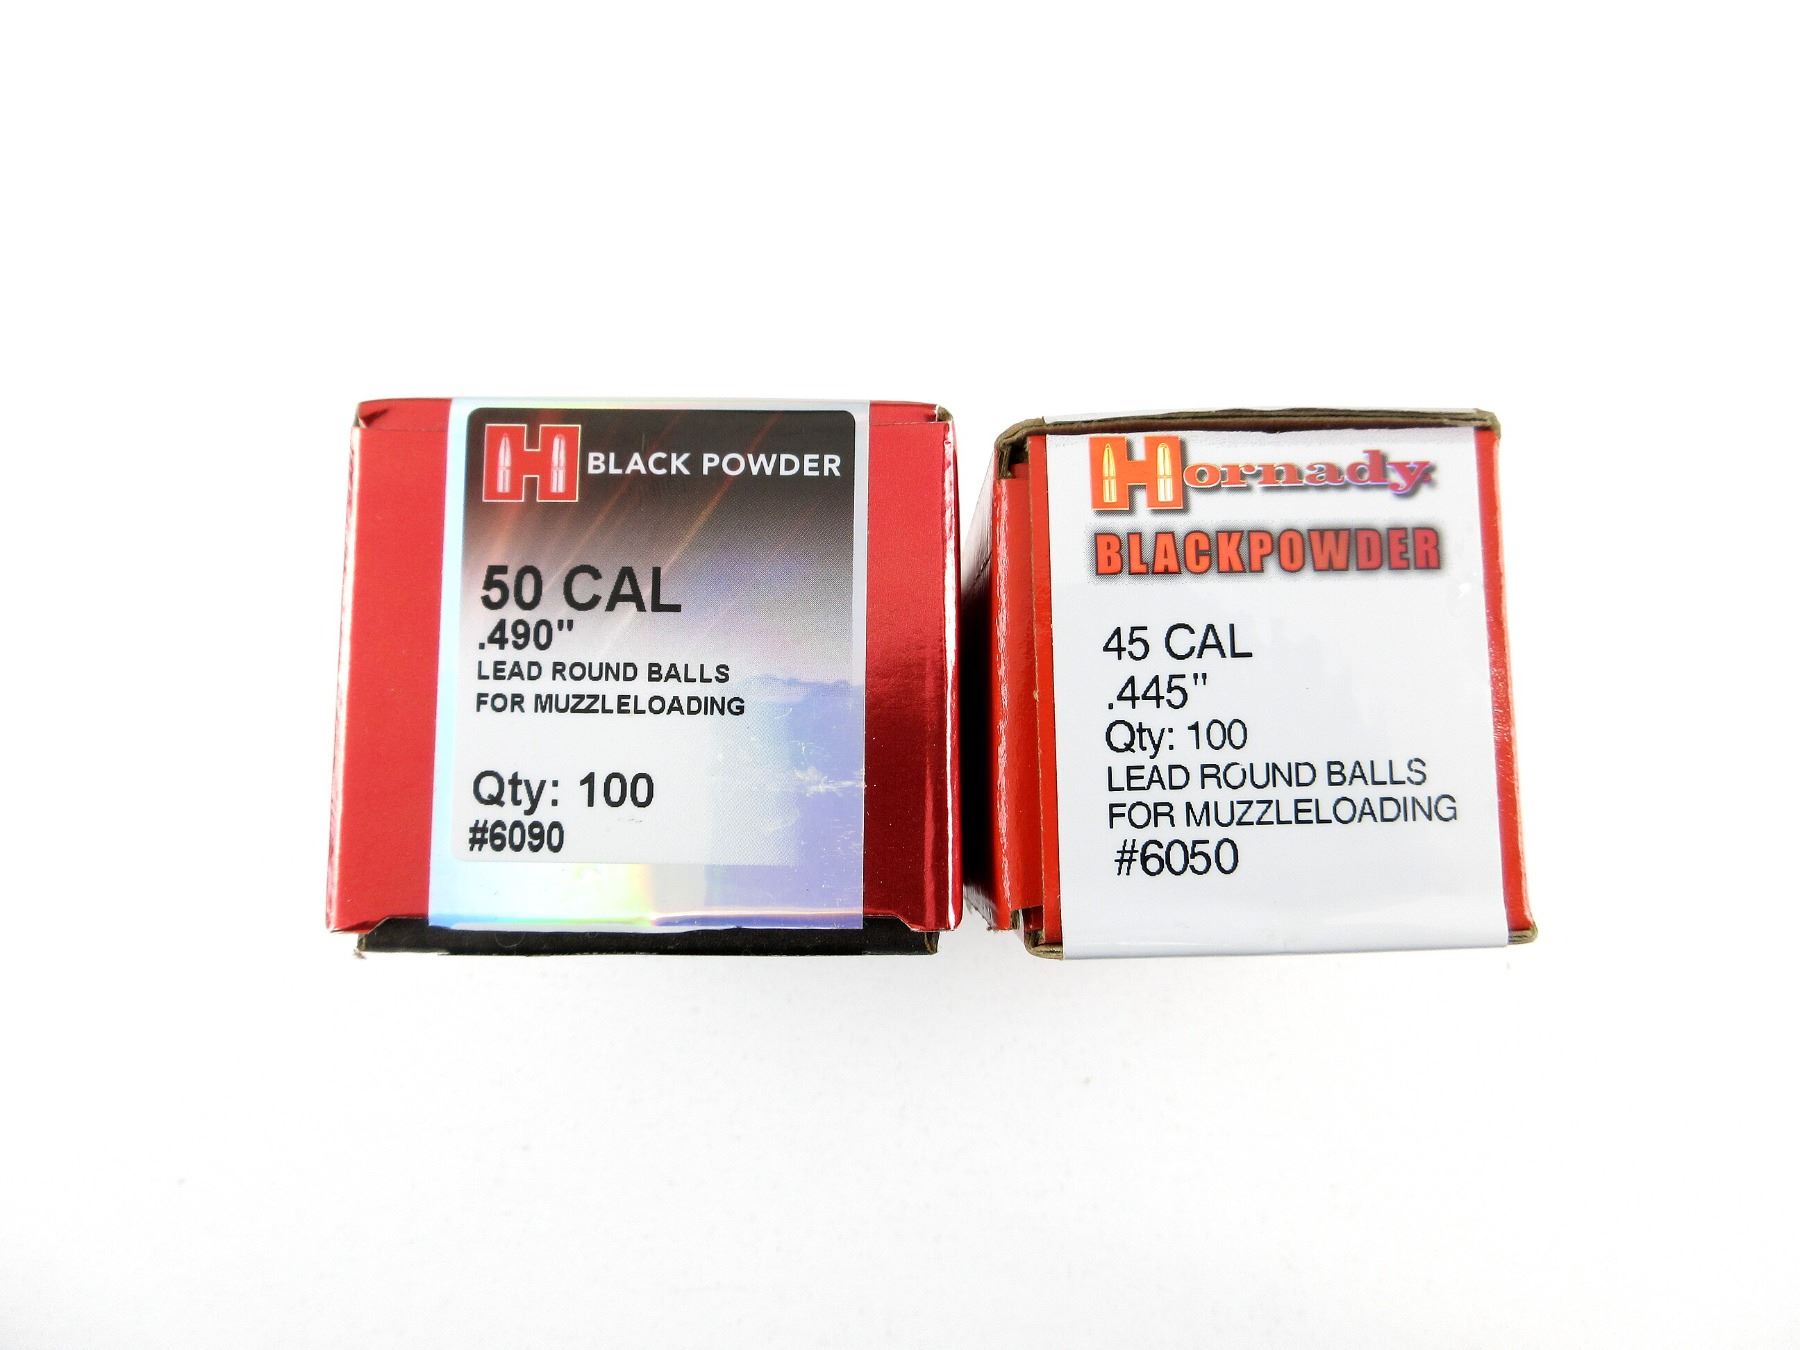 H BLACK POWDER
50 CAL
.490"
LEAD ROUND BALLS
FOR MUZZLELOADING
Qty: 100
#6090
Hornady
BLACKPOWDER
45 CAL
.445"
Qty: 100
LEAD ROUND BALLS
FOR MUZZLELOADING
#6050